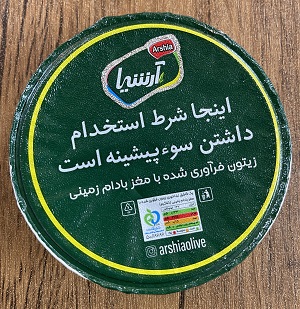 Arshia
آرشیا
اینجا شرط استخدام
داشتن سوءپیشینه است
زیتون فرآوری شده با مغز بادام زمینی
arshiaolive